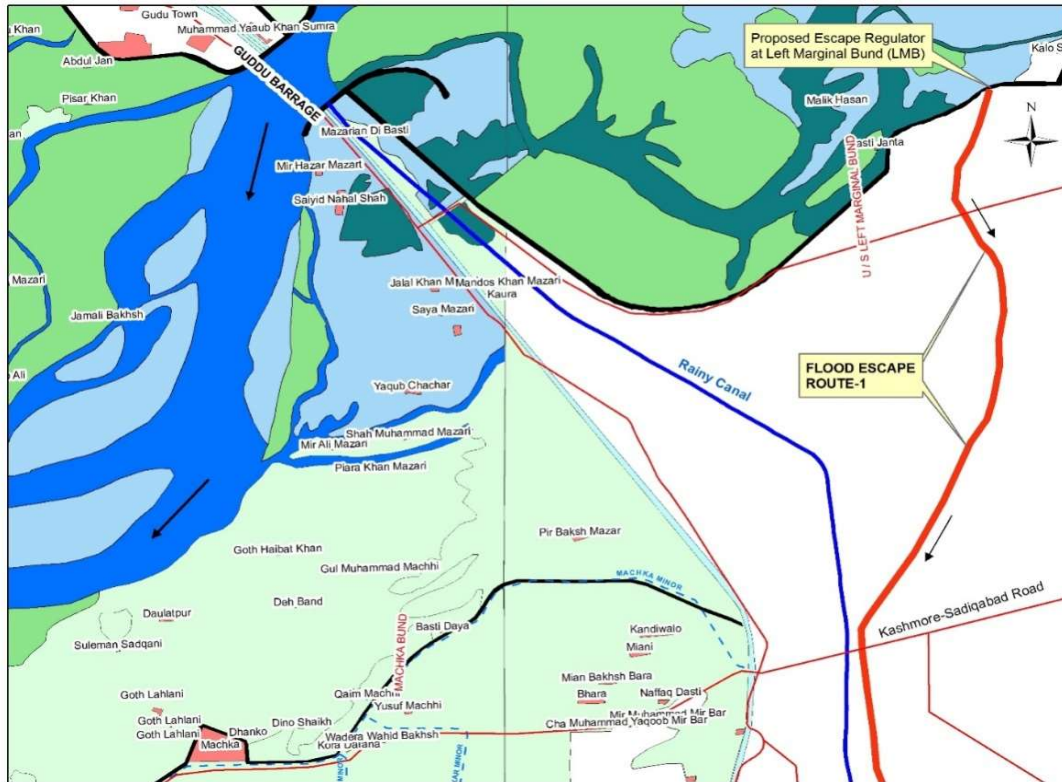 Gudu Town
Muhammad Yaaub Khan Sumra
Abdul Jan
Pisar Khan
GUDDU BARRAGE
Mazarian Di Basti
Mir Hazar Mazart
Saiyid Nahal Shah
Proposed Escape Regulator
at Left Marginal Bund (LMB)
Kalo S
Malik Hasan
asti Janta
N
U / S LEFT MARGINAL BUND
Mazari
Jamali Bakhsh
Ali
Jalal Khan M
Mandos Khan Mazari
Kaura
Saya Mazari
Rainy Canal
FLOOD ESCAPE
ROUTE-1
Yaqub Chachar
Shah Muhammad Mazari
Mir Ali Mazari
Piara Khan Mazari
Pir Baksh Mazar
Goth Haibat Khan
Gul Muhammad Machhi
MACHKA MINOR
Deh Band
Daulatpur
Suleman Sadqani
Basti Daya
MACHKA BUND
Kandiwalo
Miani
Kashmore-Sadiqabad Road
Mian Bakhsh Bara
Bhara
Naffaq Dasti
Mir Muhammad Mir Bar
Cha Muhammad Yaqoob Mir Bar
Goth Lahlani
Qaim Machhi
Yusuf Machhi
Goth Lahlani
Goth Lahlani
Dhanko
Dino Shaikh
Machka
Wadera Wahid Bakhsh
Kora Darana
MINOR
AR MINOR